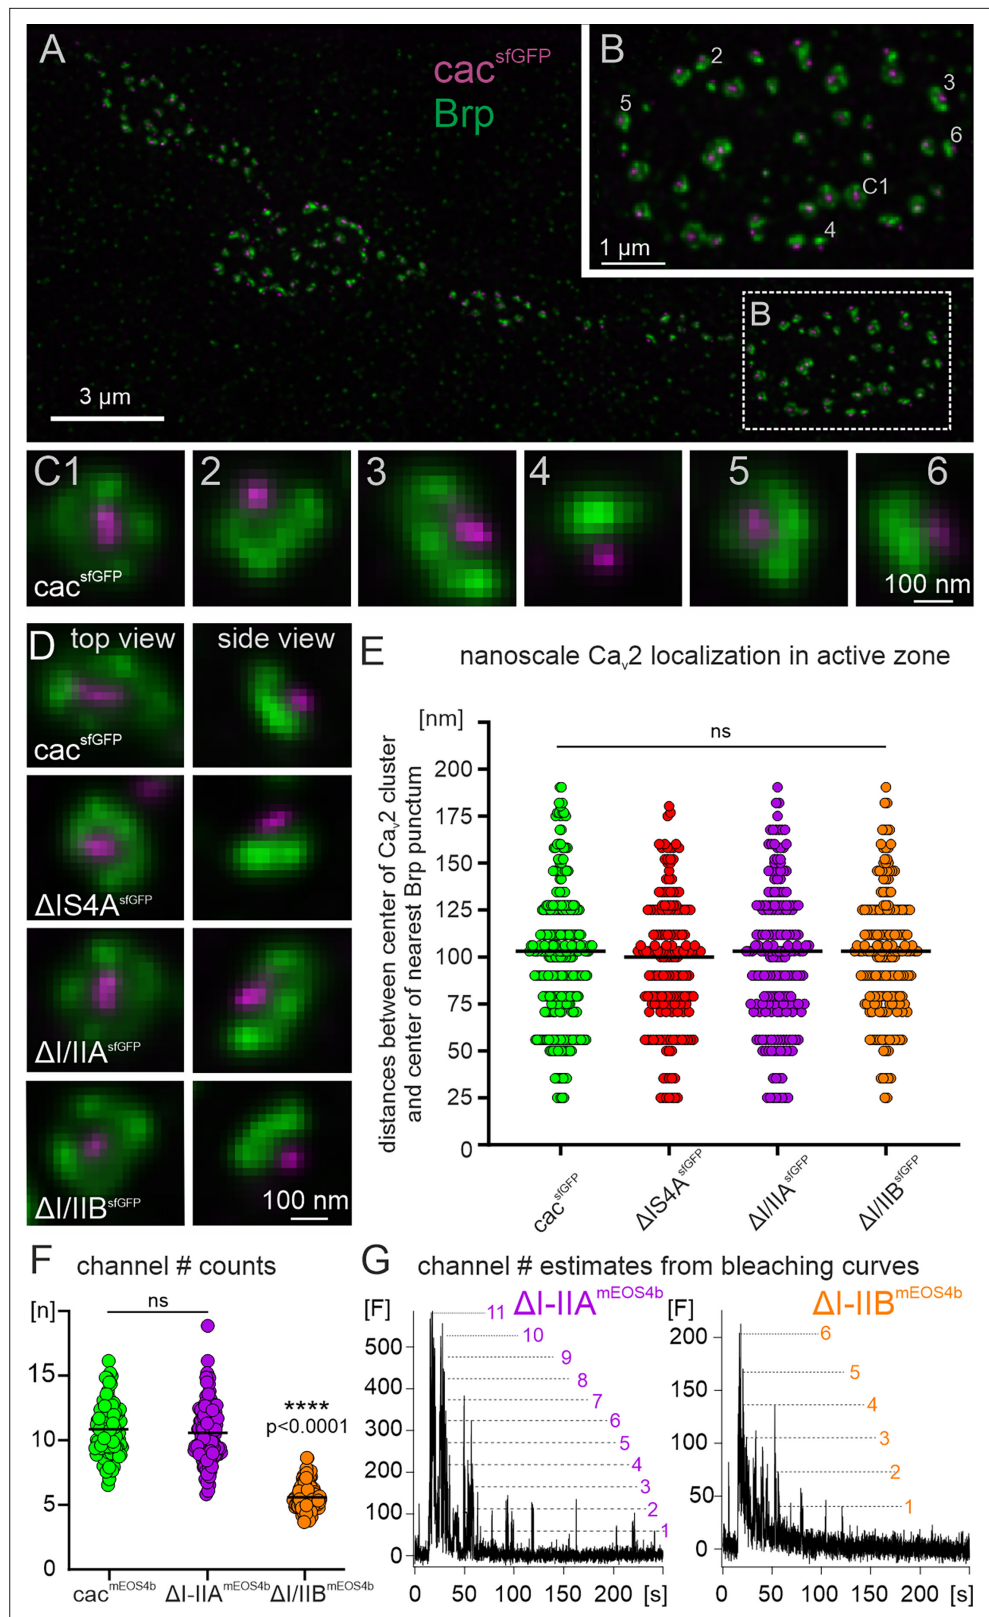 A
cac^sfGFP
Brp
3 µm
B
B
2
3
5
6
C1
4
1 µm
C1
2
3
4
5
6
cac^sfGFP
100 nm
D
top view
side view
cac^sfGFP
ΔIS4A^sfGFP
ΔI/IIA^sfGFP
ΔI/IIB^sfGFP
100 nm
E
nanoscale Cav2 localization in active zone
[nm]
ns
distances between center of Cav2 cluster
and center of nearest Brp punctum
200
175
150
125
100
75
50
25
0
cac^sfGFP
ΔIS4A^sfGFP
ΔI/IIA^sfGFP
ΔI/IIB^sfGFP
F
channel # counts
[n]
ns
****
p<0.0001
15
10
5
0
cac^mEOS4b
ΔI-IIA^mEOS4b
ΔI/IIB^mEOS4b
G
channel # estimates from bleaching curves
[F]
ΔI-IIA^mEOS4b
500
400
300
200
100
0
11
10
9
8
7
6
5
4
3
2
1
0
50
100
150
200
[s]
[F]
ΔI-IIB^mEOS4b
200
150
100
50
0
6
5
4
3
2
1
0
50
100
150
200
[s]